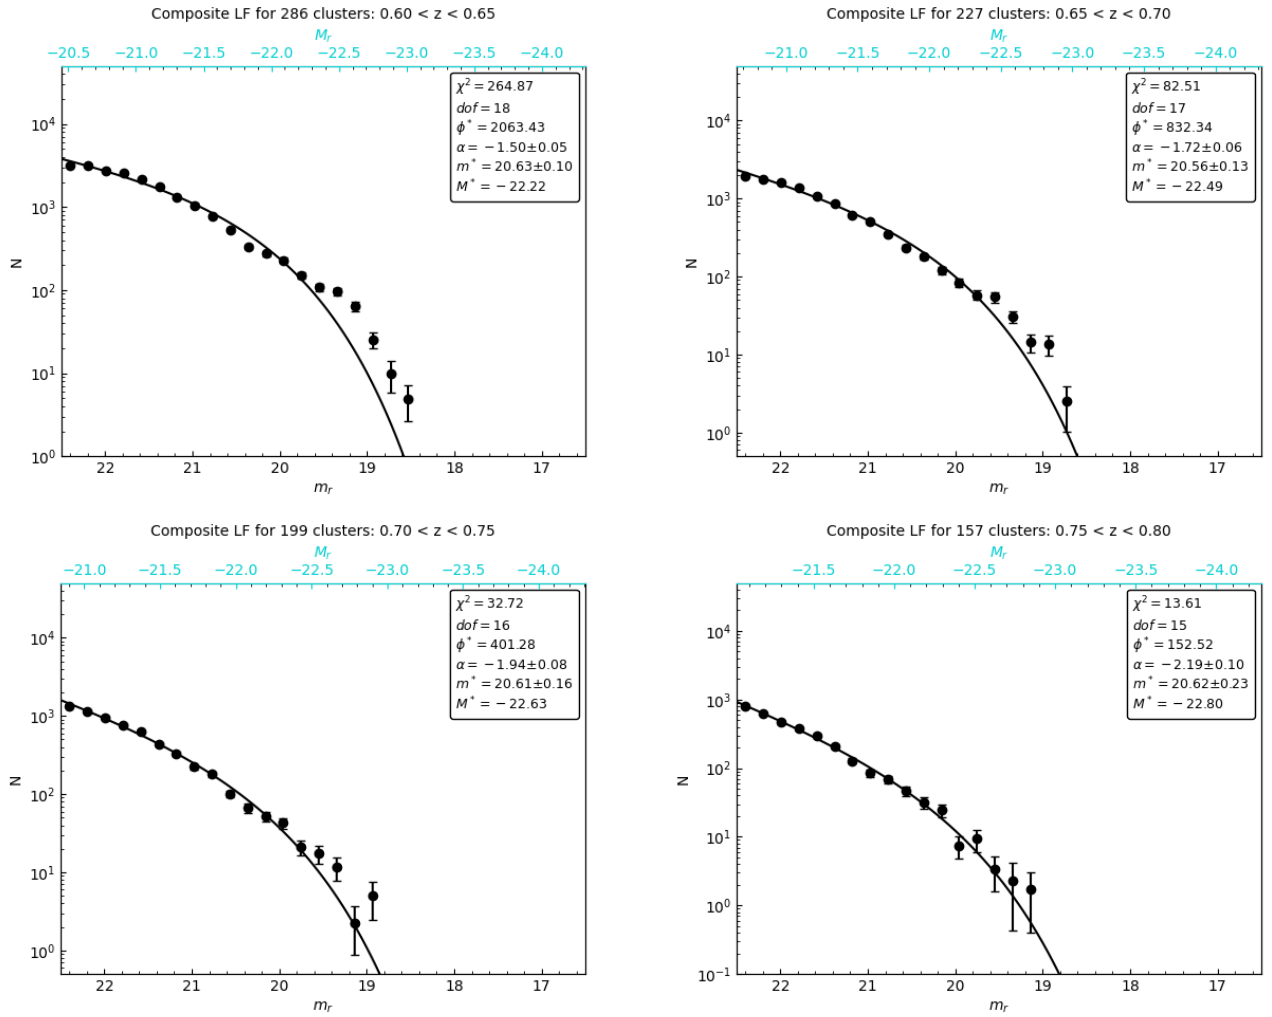 Composite LF for 286 clusters: 0.60 < z < 0.65
M_r
−20.5 −21.0 −21.5 −22.0 −22.5 −23.0 −23.5 −24.0
χ² = 264.87
dof = 18
ϕ* = 2063.43
α = −1.50±0.05
m* = 20.63±0.10
M* = −22.22
10⁴
10³
N
10²
10¹
10⁰
22 21 20 19 18 17
m_r
Composite LF for 227 clusters: 0.65 < z < 0.70
M_r
−21.0 −21.5 −22.0 −22.5 −23.0 −23.5 −24.0
χ² = 82.51
dof = 17
ϕ* = 832.34
α = −1.72±0.06
m* = 20.56±0.13
M* = −22.49
10⁴
10³
N
10²
10¹
10⁰
22 21 20 19 18 17
m_r
Composite LF for 199 clusters: 0.70 < z < 0.75
M_r
−21.0 −21.5 −22.0 −22.5 −23.0 −23.5 −24.0
χ² = 32.72
dof = 16
ϕ* = 401.28
α = −1.94±0.08
m* = 20.61±0.16
M* = −22.63
10⁴
10³
N
10²
10¹
10⁰
22 21 20 19 18 17
m_r
Composite LF for 157 clusters: 0.75 < z < 0.80
M_r
−21.5 −22.0 −22.5 −23.0 −23.5 −24.0
χ² = 13.61
dof = 15
ϕ* = 152.52
α = −2.19±0.10
m* = 20.62±0.23
M* = −22.80
10⁴
10³
10²
N
10¹
10⁰
10⁻¹
22 21 20 19 18 17
m_r